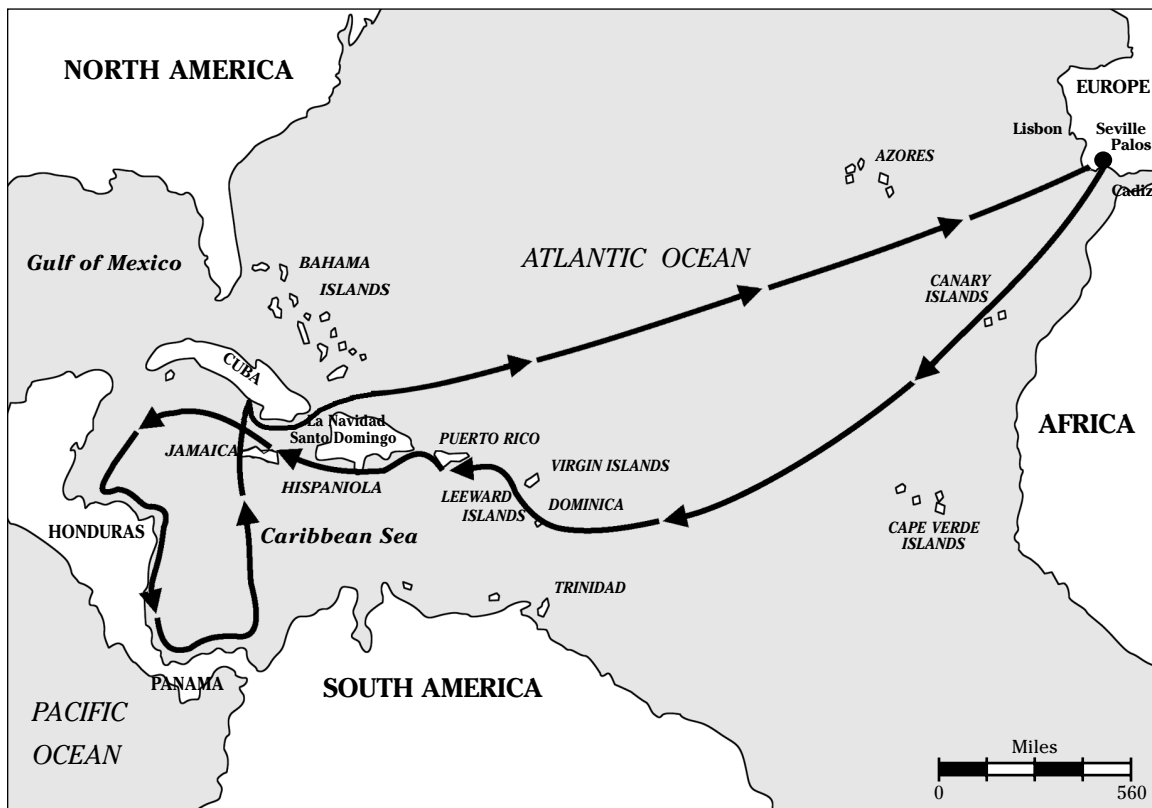 NORTH AMERICA
EUROPE
Lisbon
Seville
Palos
Cadiz
AZORES
Gulf of Mexico
BAHAMA
ISLANDS
ATLANTIC OCEAN
CANARY
ISLANDS
CUBA
La Navidad
Santo Domingo
AFRICA
JAMAICA
PUERTO RICO
HISPANIOLA
VIRGIN ISLANDS
LEEWARD
ISLANDS
DOMINICA
HONDURAS
Caribbean Sea
CAPE VERDE
ISLANDS
TRINIDAD
PANAMA
SOUTH AMERICA
PACIFIC
OCEAN
Miles
0
560